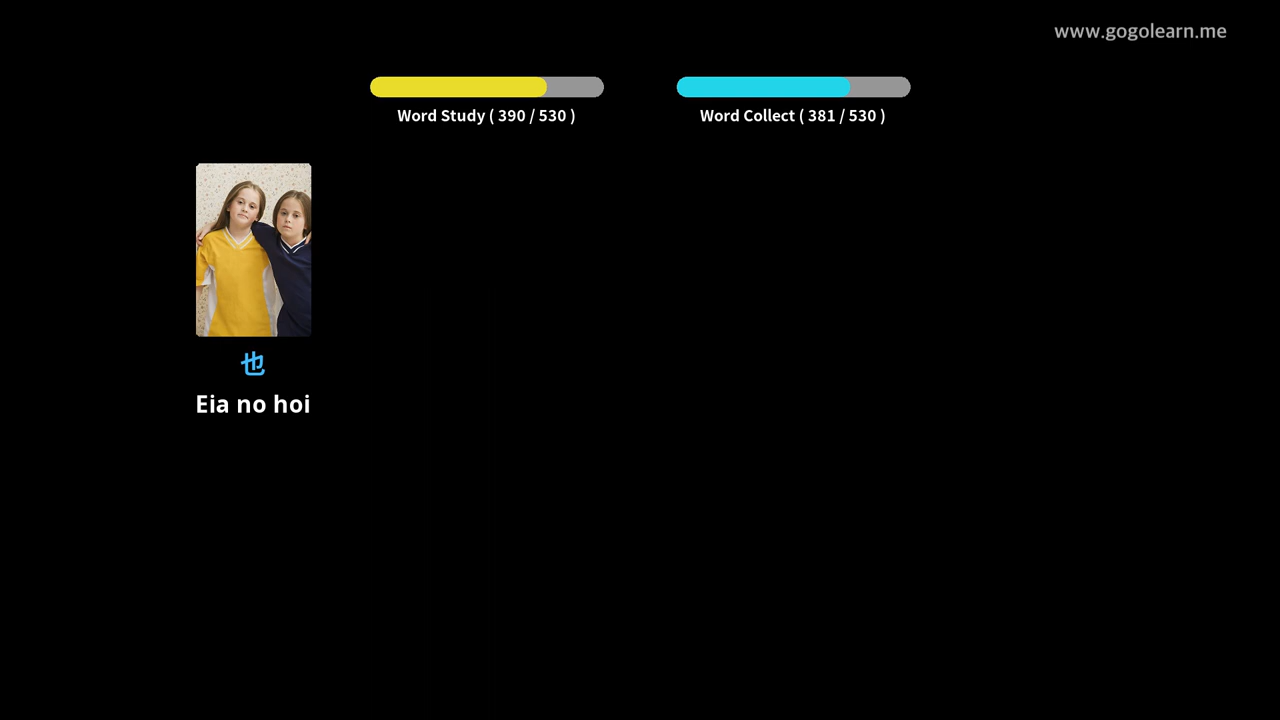 www.gogolearn.me
Word Study ( 390 / 530 )
Word Collect ( 381 / 530 )
也
Eia no hoi